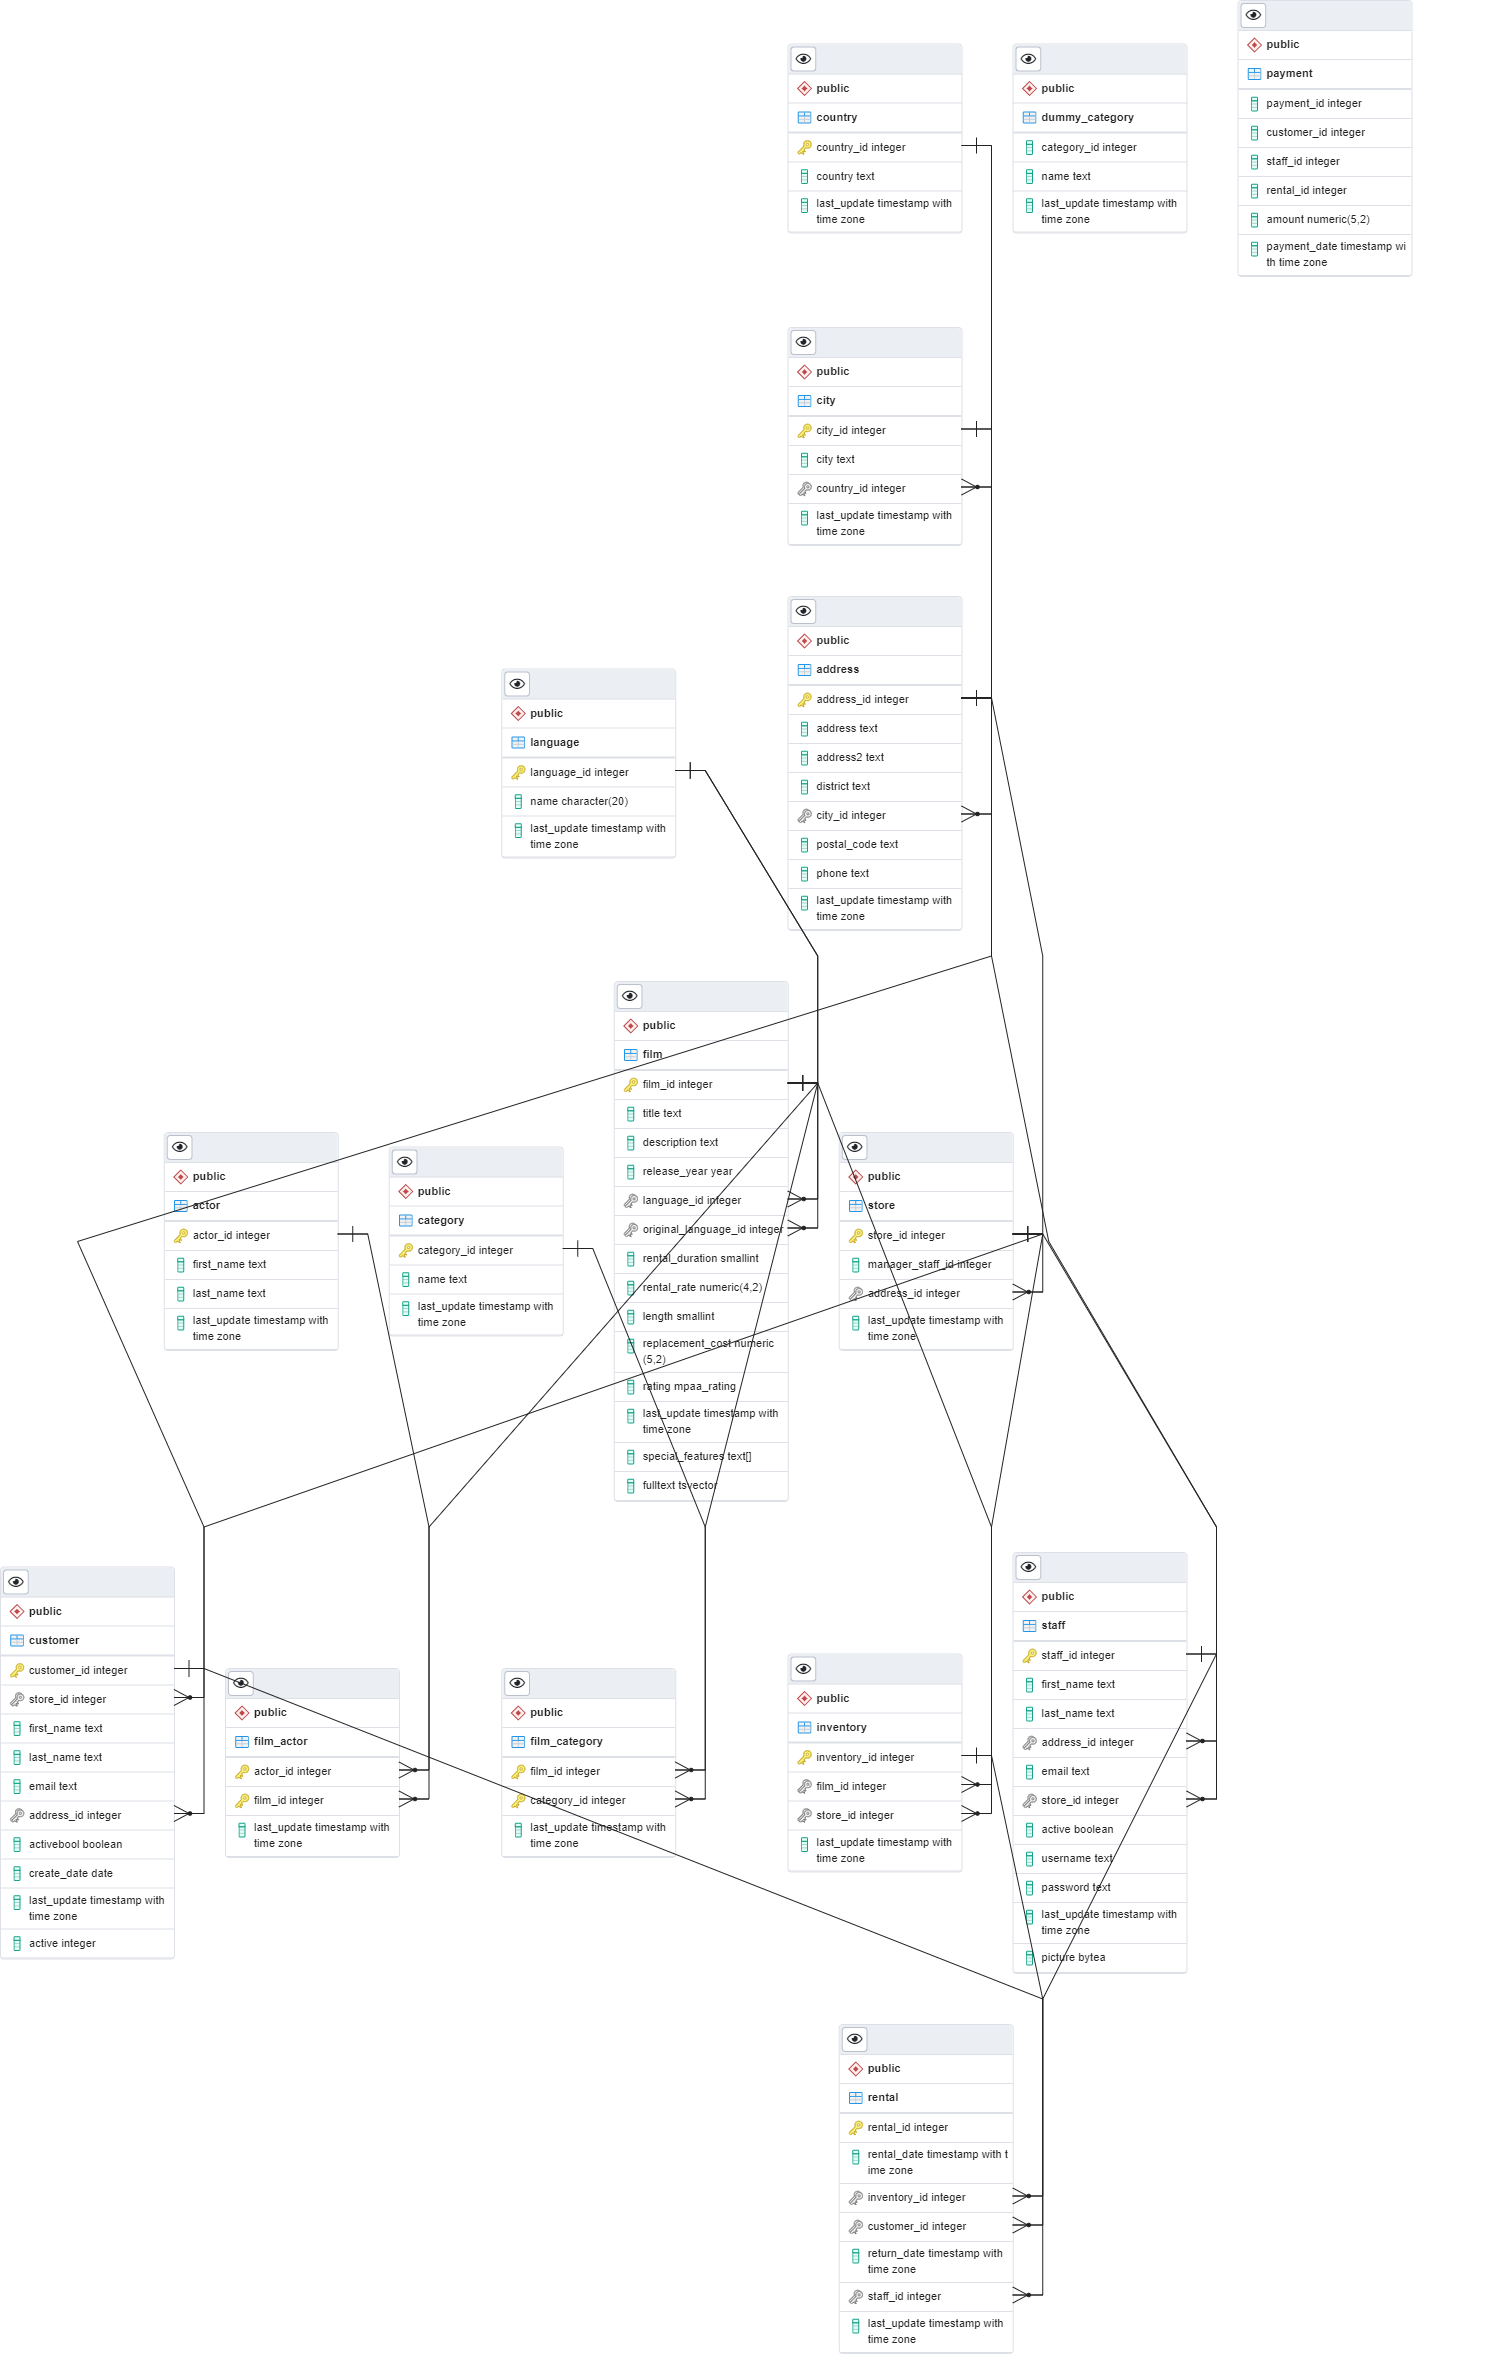 public
payment
payment_id integer
customer_id integer
staff_id integer
rental_id integer
amount numeric(5,2)
payment_date timestamp wi
th time zone
public
country
country_id integer
country text
last_update timestamp with
time zone
public
dummy_category
category_id integer
name text
last_update timestamp with
time zone
public
city
city_id integer
city text
country_id integer
last_update timestamp with
time zone
public
address
address_id integer
address text
address2 text
district text
city_id integer
postal_code text
phone text
last_update timestamp with
time zone
public
language
language_id integer
name character(20)
last_update timestamp with
time zone
public
film
film_id integer
title text
description text
release_year year
language_id integer
original_language_id integer
rental_duration smallint
rental_rate numeric(4,2)
length smallint
replacement_cost numeric
(5,2)
rating mpaa_rating
last_update timestamp with
time zone
special_features text[]
fulltext tsvector
public
actor
actor_id integer
first_name text
last_name text
last_update timestamp with
time zone
public
category
category_id integer
name text
last_update timestamp with
time zone
public
store
store_id integer
manager_staff_id integer
address_id integer
last_update timestamp with
time zone
public
customer
customer_id integer
store_id integer
first_name text
last_name text
email text
address_id integer
activebool boolean
create_date date
last_update timestamp with
time zone
active integer
public
film_actor
actor_id integer
film_id integer
last_update timestamp with
time zone
public
film_category
film_id integer
category_id integer
last_update timestamp with
time zone
public
inventory
inventory_id integer
film_id integer
store_id integer
last_update timestamp with
time zone
public
staff
staff_id integer
first_name text
last_name text
address_id integer
email text
store_id integer
active boolean
username text
password text
last_update timestamp with
time zone
picture bytea
public
rental
rental_id integer
rental_date timestamp with t
ime zone
inventory_id integer
customer_id integer
return_date timestamp with
time zone
staff_id integer
last_update timestamp with
time zone